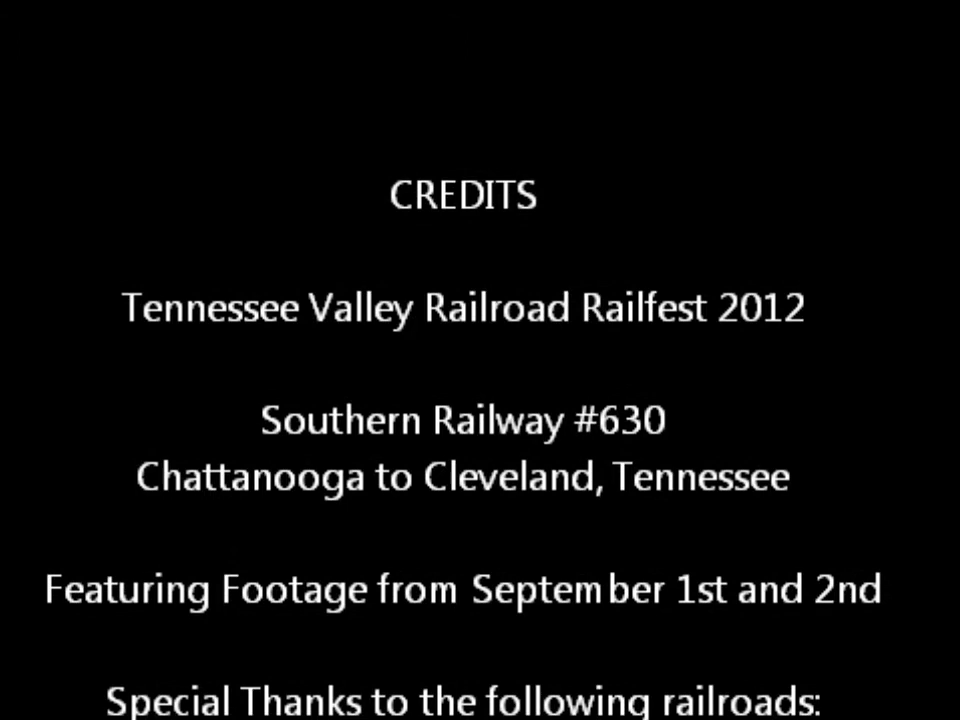 CREDITS
Tennessee Valley Railroad Railfest 2012
Southern Railway #630
Chattanooga to Cleveland, Tennessee
Featuring Footage from September 1st and 2nd
Special Thanks to the following railroads: